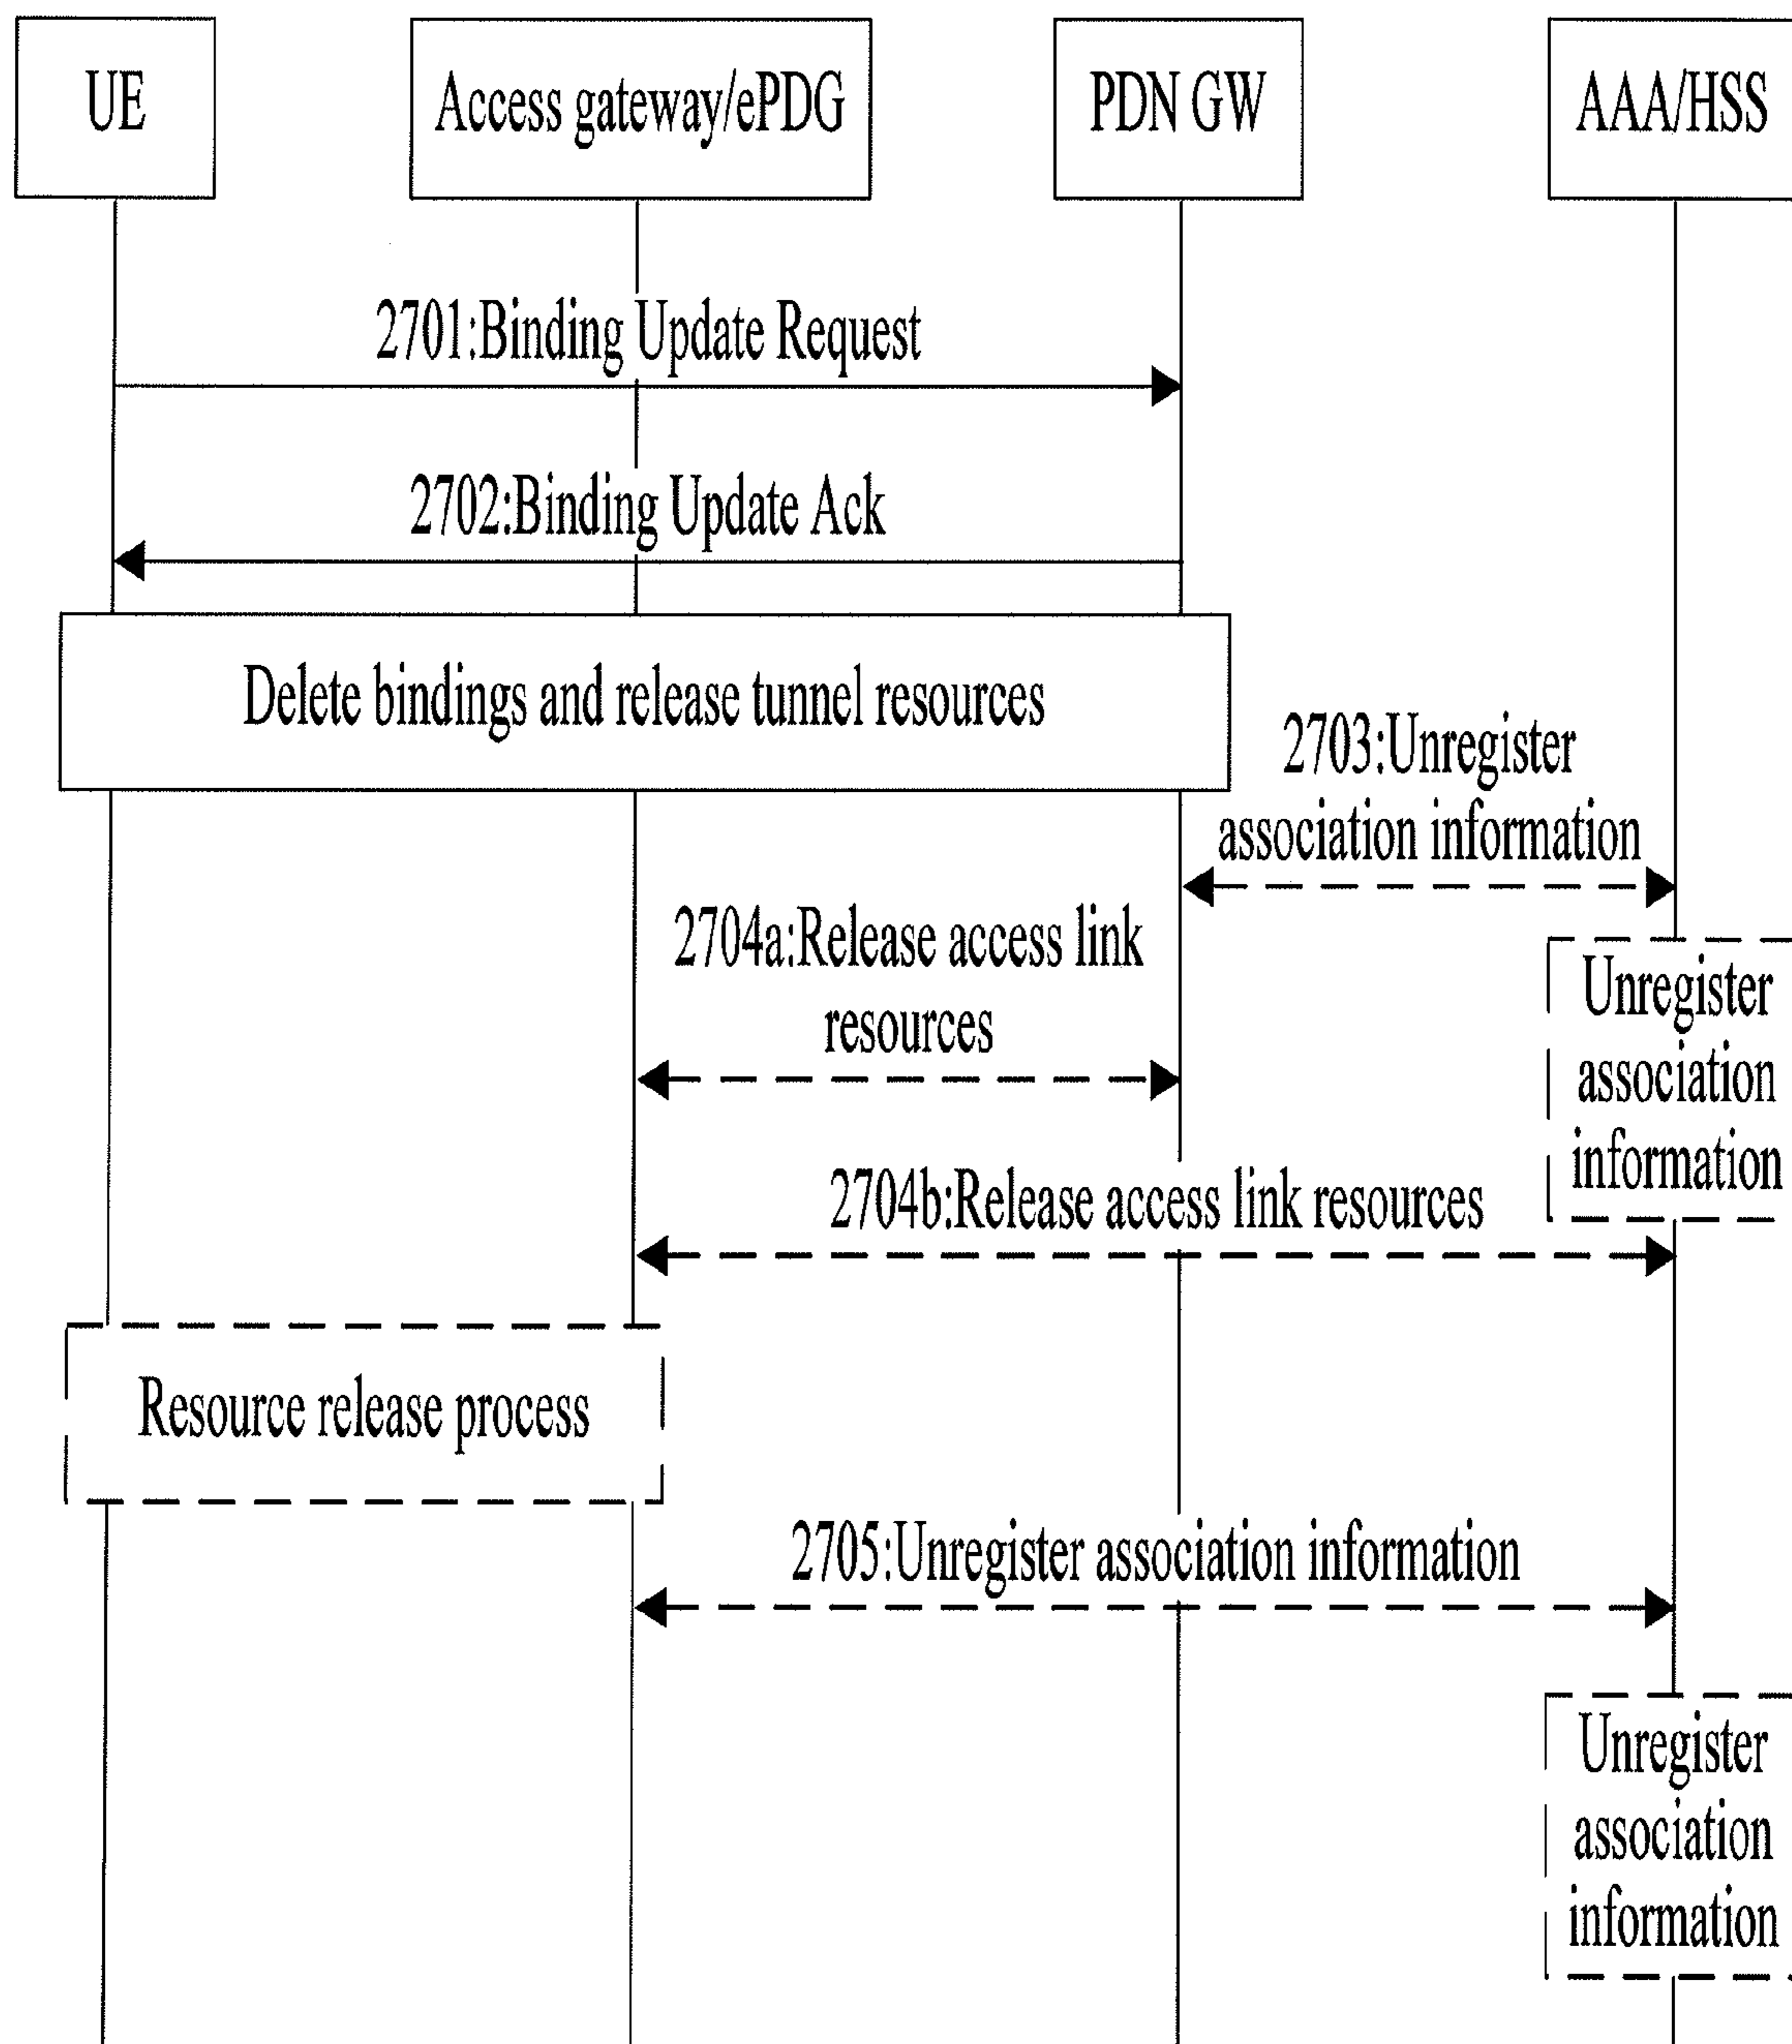 UE
Access gateway/ePDG
PDN GW
AAA/HSS
2701:Binding Update Request
2702:Binding Update Ack
Delete bindings and release tunnel resources
2703:Unregister
association information
2704a:Release access link
resources
Unregister
association
information
2704b:Release access link resources
Resource release process
2705:Unregister association information
Unregister
association
information